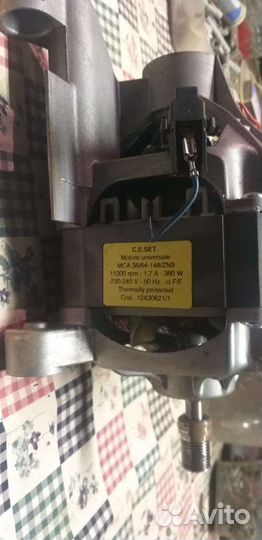 C.E.SET.
Motore universale
MCA 38/64-148/ZN9
15300 rpm - 1,7 A - 380 W
230-240 V - 50 Hz - cl F/F
Thermally protected
Cod.: 12430621/1
Avito